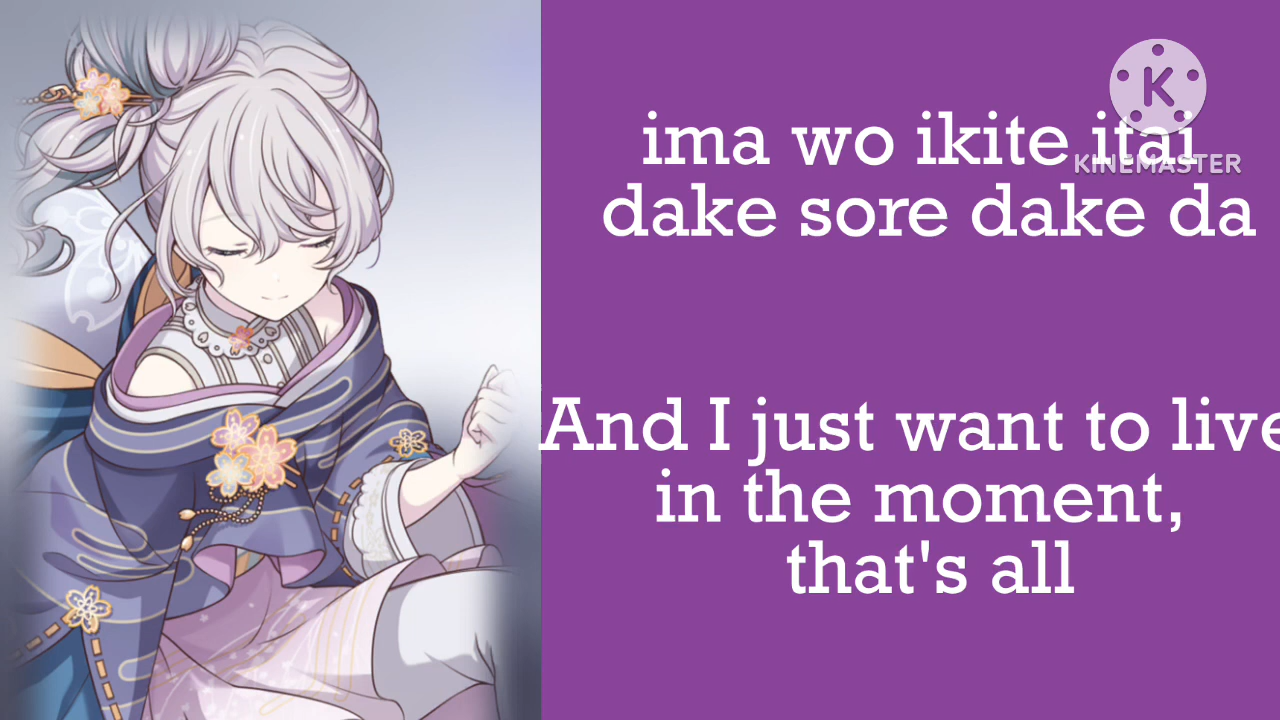 K
KINEMASTER
ima wo ikite itai
dake sore dake da
And I just want to live
in the moment,
that's all